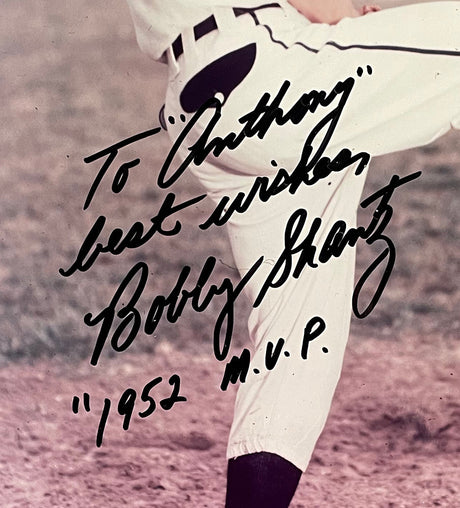 To "Anthony"
best wishes,
Bobby Shantz
"1952 M.V.P.